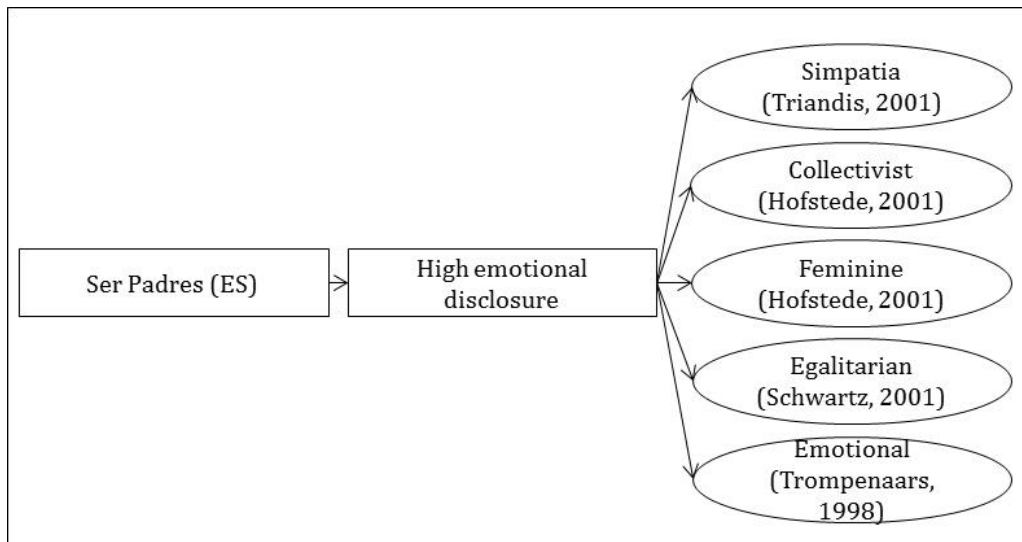 Ser Padres (ES)
High emotional
disclosure
Simpatia
(Triandis, 2001)
Collectivist
(Hofstede, 2001)
Feminine
(Hofstede, 2001)
Egalitarian
(Schwartz, 2001)
Emotional
(Trompenaars,
1998)